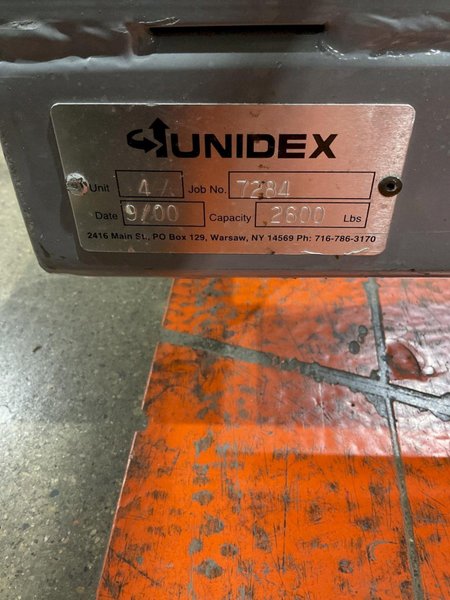 UNIDEX
Unit 4 Job No. 7284
Date 9/00 Capacity 2600 Lbs
2416 Main St., PO Box 129, Warsaw, NY 14569 Ph: 716-786-3170